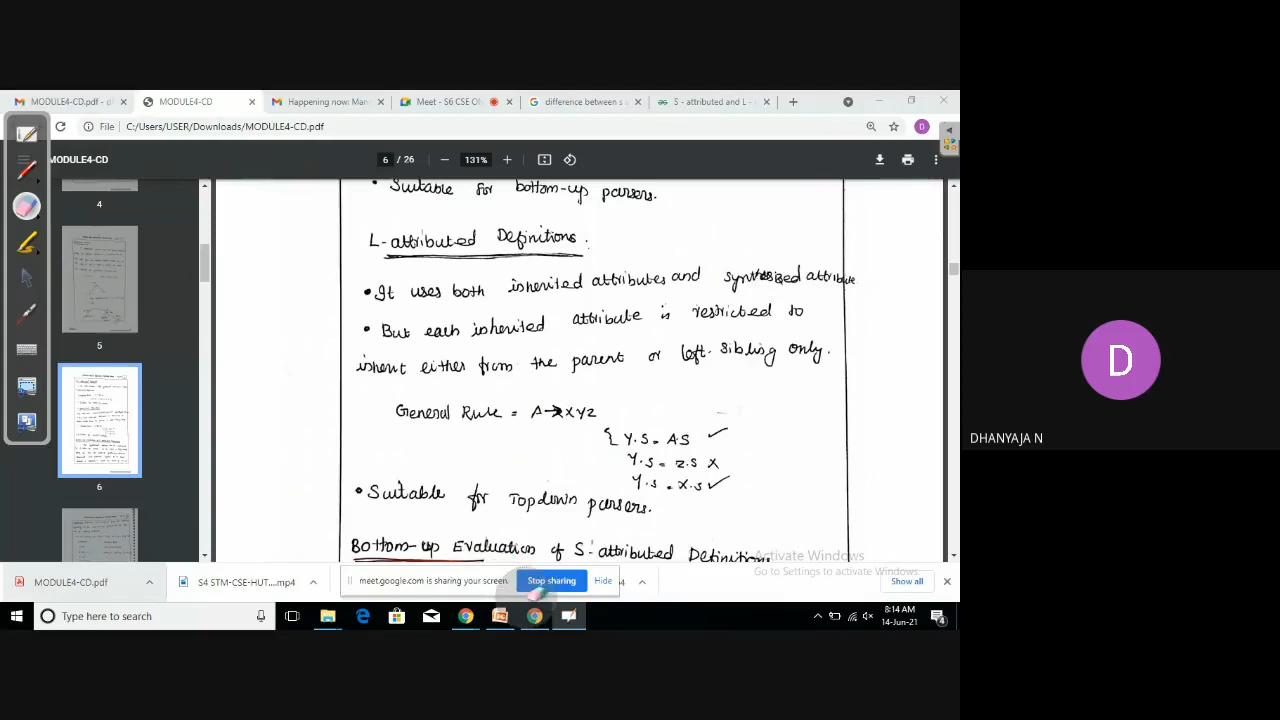 MODULE4-CD.pdf - d
MODULE4-CD
Happening now: Man
Meet - S6 CSE ON
difference between s a
S - attributed and L -
File
C:/Users/USER/Downloads/MODULE4-CD.pdf
D
MODULE4-CD
6 / 26
131%
4
5
6
• Suitable for bottom-up parsers.
L-attributed Definitions.
• It uses both inherited attributes and synthesized attribute
• But each inherited attribute is restricted to
inherit either from the parent or left-sibling only.
General Rule = A → XYZ
{ Y.S = A.S ✓
Y.S = Z.S X
Y.S = X.S ✓
• Suitable for Topdown parsers.
Bottom-up Evaluation of S-attributed Definitions
Activate Windows
Go to Settings to activate Windows.
MODULE4-CD.pdf
S4 STM-CSE-HUT....mp4
meet.google.com is sharing your screen.
Stop sharing
Hide
4
Show all
Type here to search
8:14 AM
14-Jun-21
4
D
DHANYAJA N